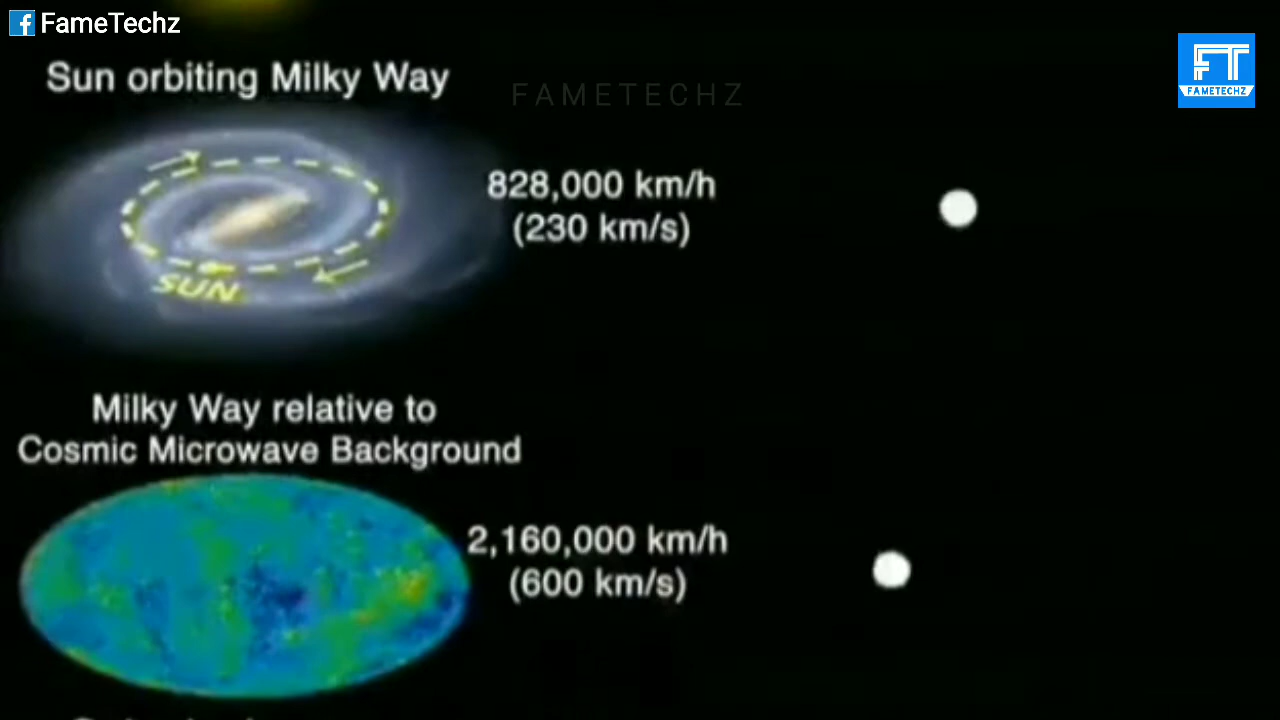 FameTechz
Sun orbiting Milky Way
FAMETECHZ
FT
FAMETECHZ
828,000 km/h
(230 km/s)
SUN
Milky Way relative to
Cosmic Microwave Background
2,160,000 km/h
(600 km/s)